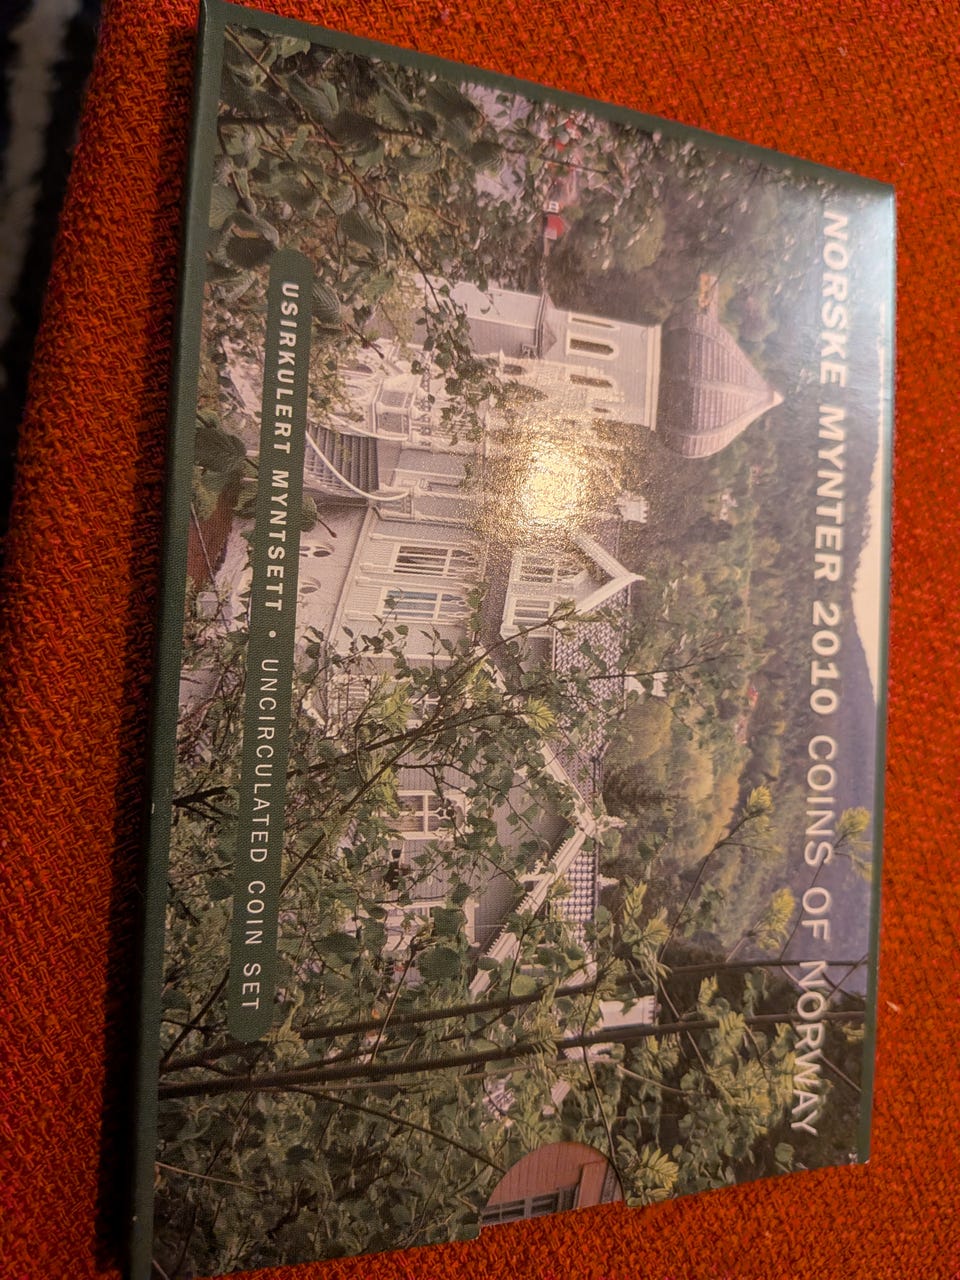 NORSKE MYNTER 2010 COINS OF NORWAY
USIRKULERT MYNTSETT • UNCIRCULATED COIN SET